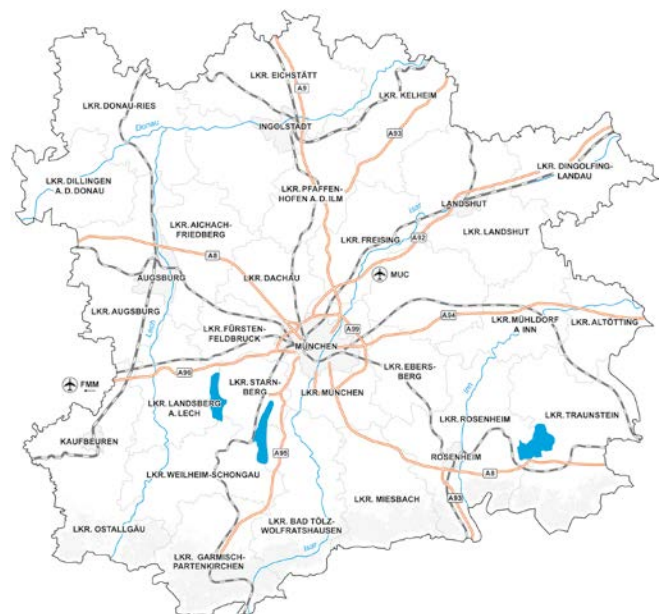 LKR. EICHSTÄTT
A9
LKR. KELHEIM
LKR. DONAU-RIES
Donau
INGOLSTADT
A93
LKR. DILLINGEN
A. D. DONAU
LKR. PFAFFEN-
HOFEN A. D. ILM
LKR. DINGOLFING-
LANDAU
LANDSHUT
Isar
LKR. AICHACH-
FRIEDBERG
LKR. FREISING
A92
LKR. LANDSHUT
A8
AUGSBURG
LKR. DACHAU
MUC
LKR. AUGSBURG
Lech
LKR. FÜRSTEN-
FELDBRUCK
A99
A94
LKR. MÜHLDORF
A INN
LKR. ALTÖTTING
MÜNCHEN
FMM
A96
LKR. STARN-
BERG
LKR. EBERS-
BERG
Inn
LKR. LANDSBERG
A. LECH
LKR. MÜNCHEN
LKR. ROSENHEIM
LKR. TRAUNSTEIN
KAUFBEUREN
A95
ROSENHEIM
A8
LKR. WEILHEIM-SCHONGAU
A93
LKR. MIESBACH
LKR. OSTALLGÄU
LKR. BAD TÖLZ-
WOLFRATSHAUSEN
Isar
LKR. GARMISCH-
PARTENKIRCHEN